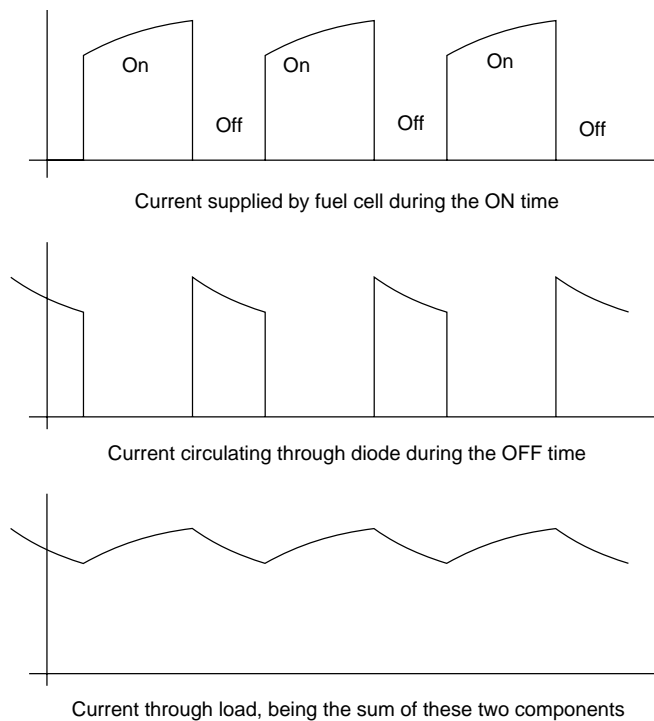 On
On
On
Off
Off
Off
Current supplied by fuel cell during the ON time
Current circulating through diode during the OFF time
Current through load, being the sum of these two components